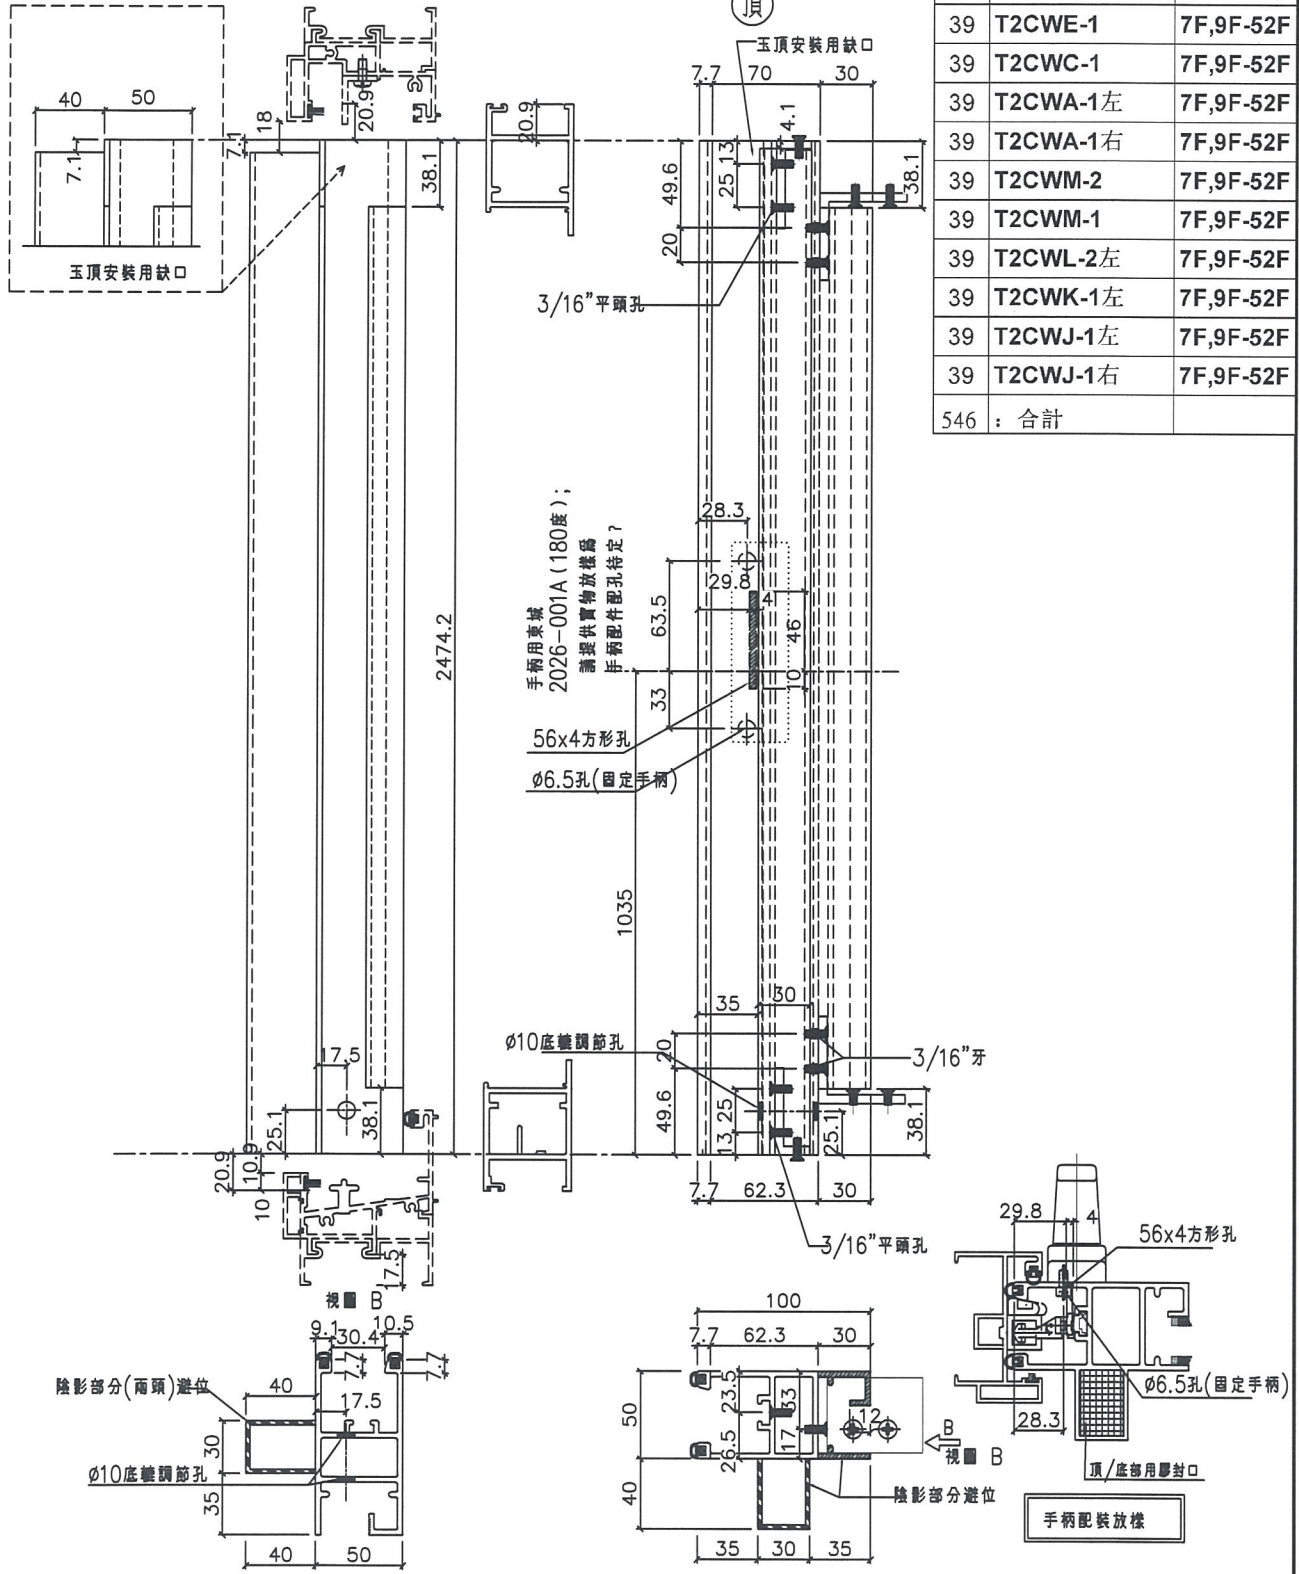 頂
玉頂安裝用缺口
39 T2CWE-1 7F,9F-52F
39 T2CWC-1 7F,9F-52F
39 T2CWA-1左 7F,9F-52F
39 T2CWA-1右 7F,9F-52F
39 T2CWM-2 7F,9F-52F
39 T2CWM-1 7F,9F-52F
39 T2CWL-2左 7F,9F-52F
39 T2CWK-1左 7F,9F-52F
39 T2CWJ-1左 7F,9F-52F
39 T2CWJ-1右 7F,9F-52F
546 : 合計
40 50
7.1
玉頂安裝用缺口
18
7.1
20.9
38.1
20.9
7.7 70 30
4.1
13
25
49.6
20
38.1
3/16"平頭孔
2474.2
手柄用東城
2026-001A(180度);
請提供實物放樣爲
手柄配件配孔待定?
28.3
29.8
4
63.5
46
10
33
56x4方形孔
Ø6.5孔(固定手柄)
1035
35 30
Ø10底轆調節孔
20
49.6
25
13
3/16"牙
25.1
38.1
7.7 62.3 30
3/16"平頭孔
17.5
25.1
38.1
20.9
10.9
10
17.5
視圖 B
9.1 30.4 10.5
7.7
7.7
陰影部分(兩頭)避位
40
17.5
30
35
Ø10底轆調節孔
40 50
100
7.7 62.3 30
50
23.5
26.5
33
17
12
40
B
視圖 B
陰影部分避位
35 30 35
29.8 4
56x4方形孔
Ø6.5孔(固定手柄)
28.3
頂/底部用膠封口
手柄配裝放樣